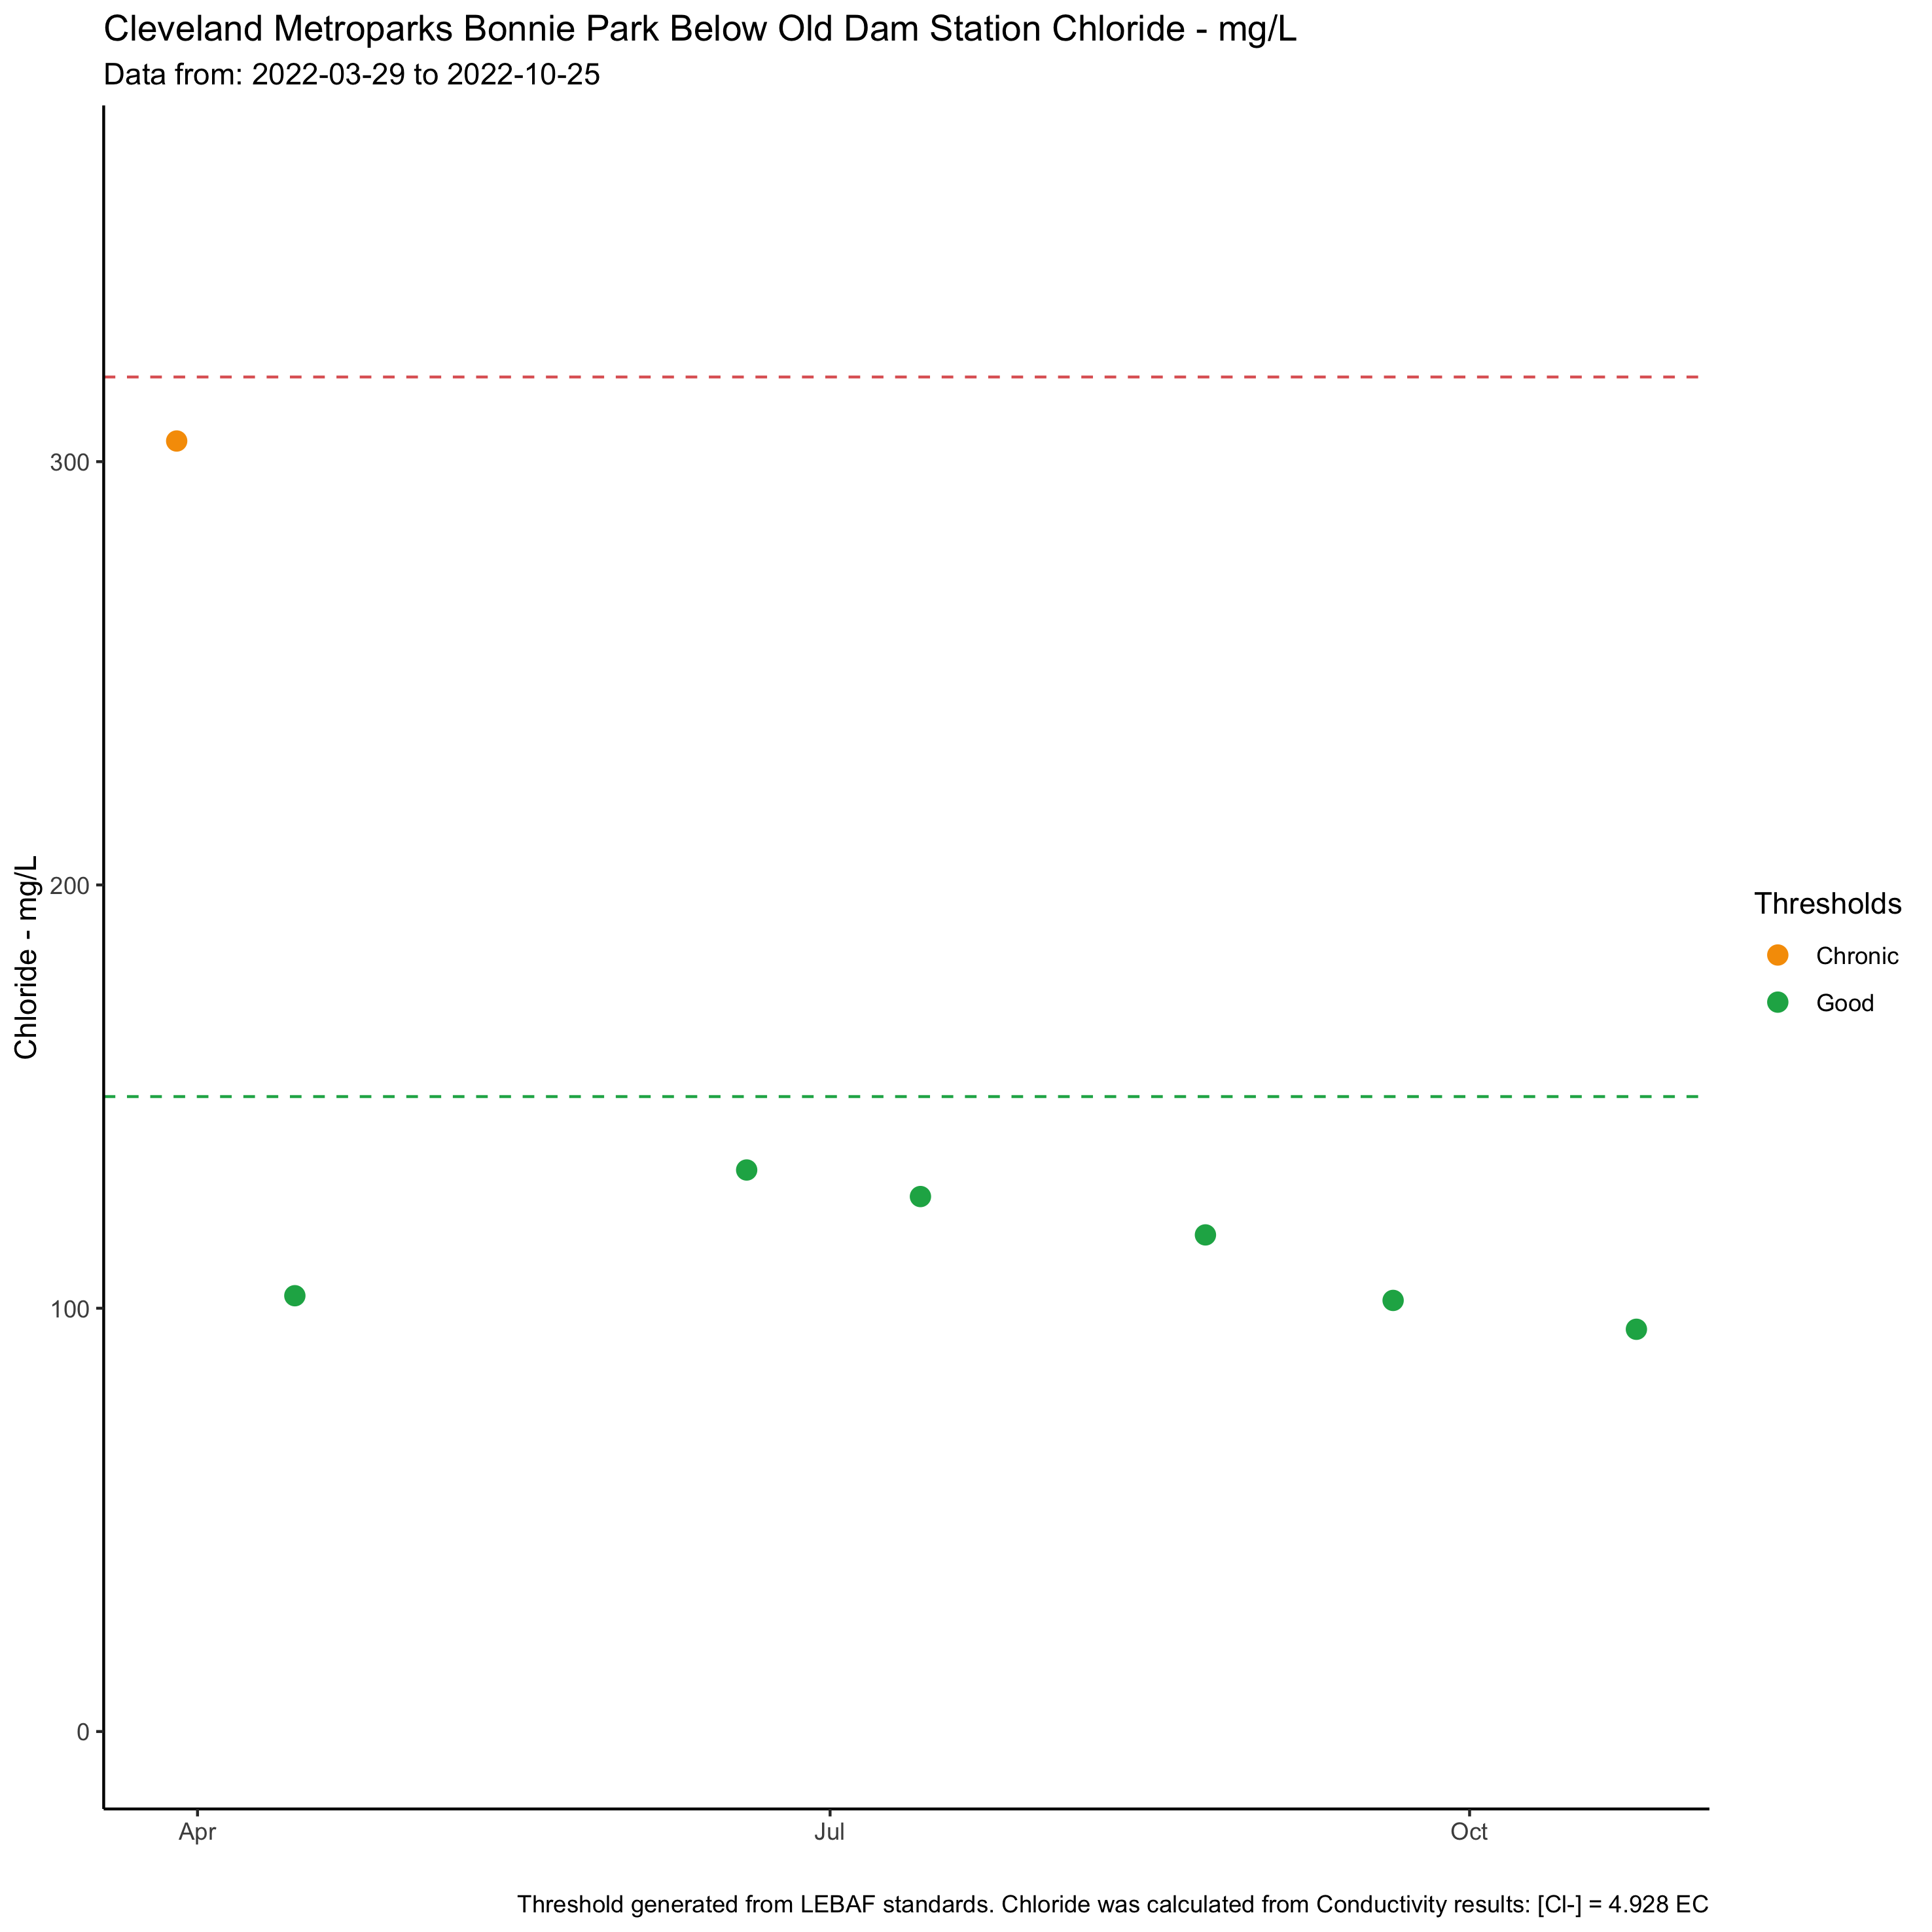 Cleveland Metroparks Bonnie Park Below Old Dam Station Chloride - mg/L
Data from: 2022-03-29 to 2022-10-25
Chloride - mg/L
300
200
100
0
Apr
Jul
Oct
Thresholds
Chronic
Good
Threshold generated from LEBAF standards. Chloride was calculated from Conductivity results: [Cl-] = 4.928 EC